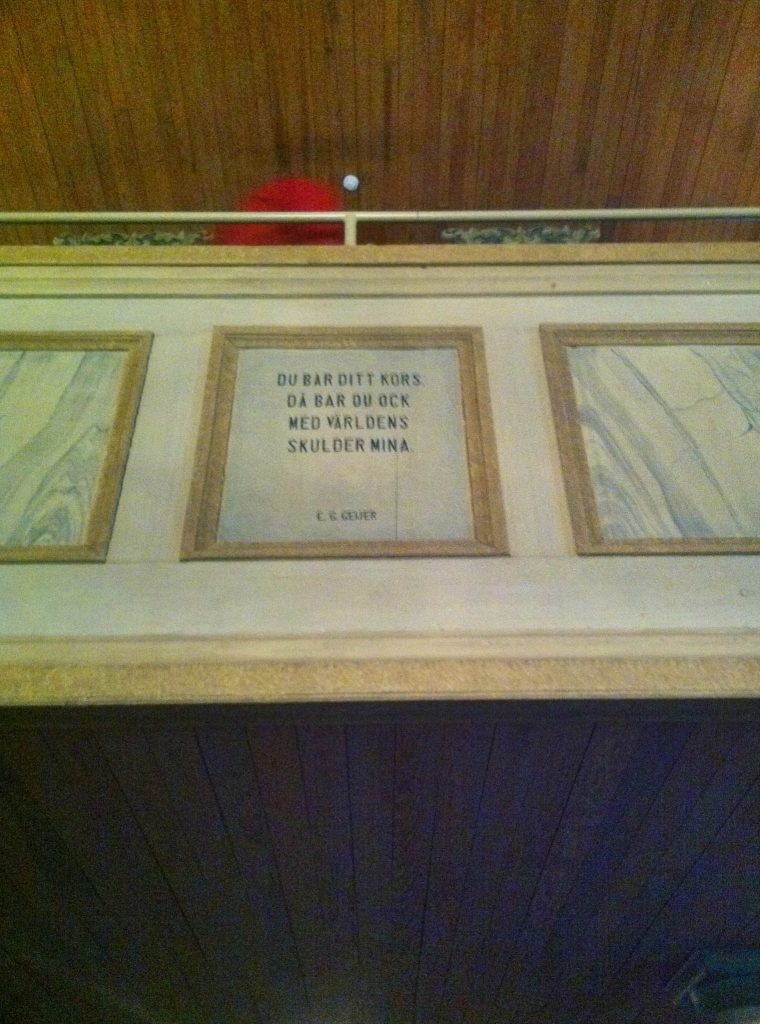 DU BAR DITT KORS.
DÅ BAR DU OCK
MED VÄRLDENS
SKULDER MINA.
E. G. GEIJER